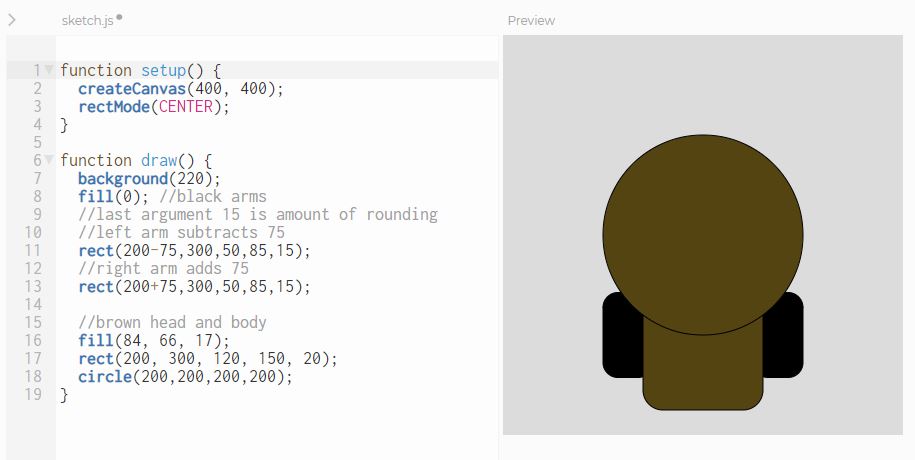 sketch.js
Preview
1 function setup() {
2 createCanvas(400, 400);
3 rectMode(CENTER);
4 }
5
6 function draw() {
7 background(220);
8 fill(0); //black arms
9 //last argument 15 is amount of rounding
10 //left arm subtracts 75
11 rect(200-75,300,50,85,15);
12 //right arm adds 75
13 rect(200+75,300,50,85,15);
14
15 //brown head and body
16 fill(84, 66, 17);
17 rect(200, 300, 120, 150, 20);
18 circle(200,200,200,200);
19 }